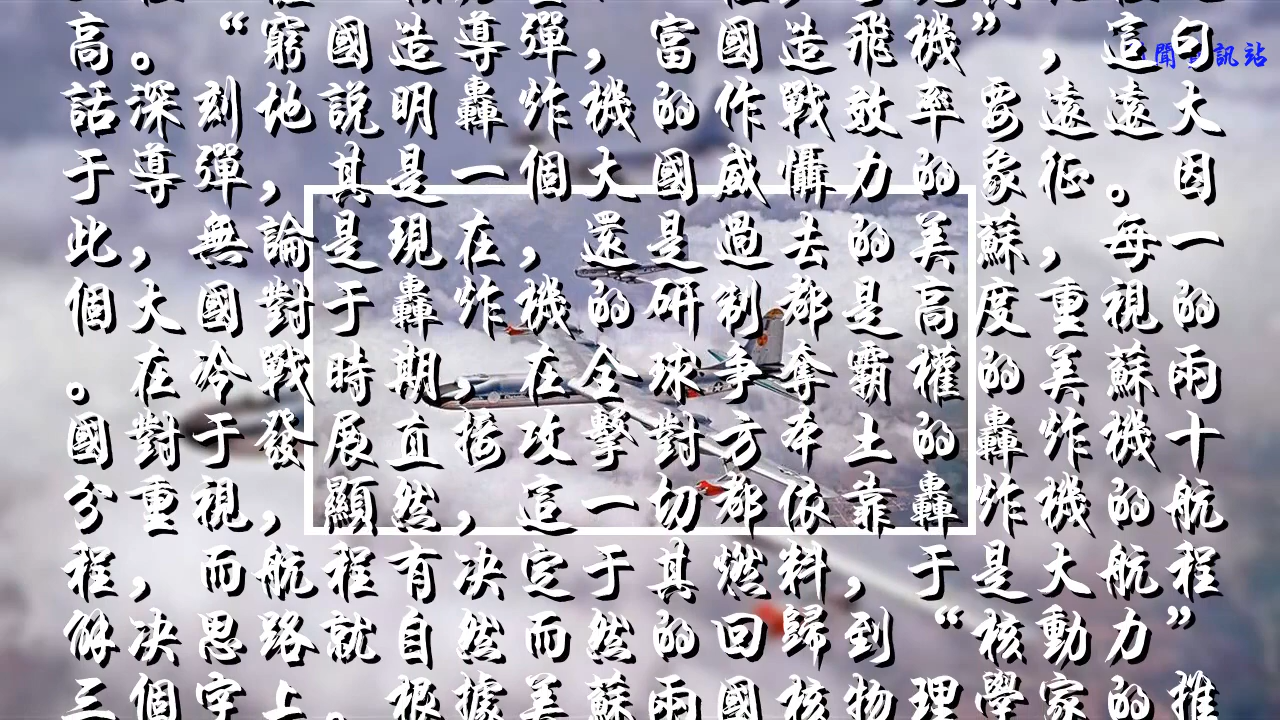 高。“窮國造導彈，富國造飛機”，這句
聞 訊站
話深刻地説明轟炸機的作戰效率要遠遠大
于導彈，其是一個大國威懾力的象征。因
此，無論是現在，還是過去的美蘇，每一
個大國對于轟炸機的研制都是高度重視的
。在冷戰時期，在全球争奪霸權的美蘇兩
國對于發展直接攻擊對方本土的轟炸機十
分重視，顯然，這一切都依靠轟炸機的航
程，而航程有决定于其燃料，于是大航程
解决思路就自然而然的回歸到“核動力”
三個字上。根據美蘇兩國核物理學家的推